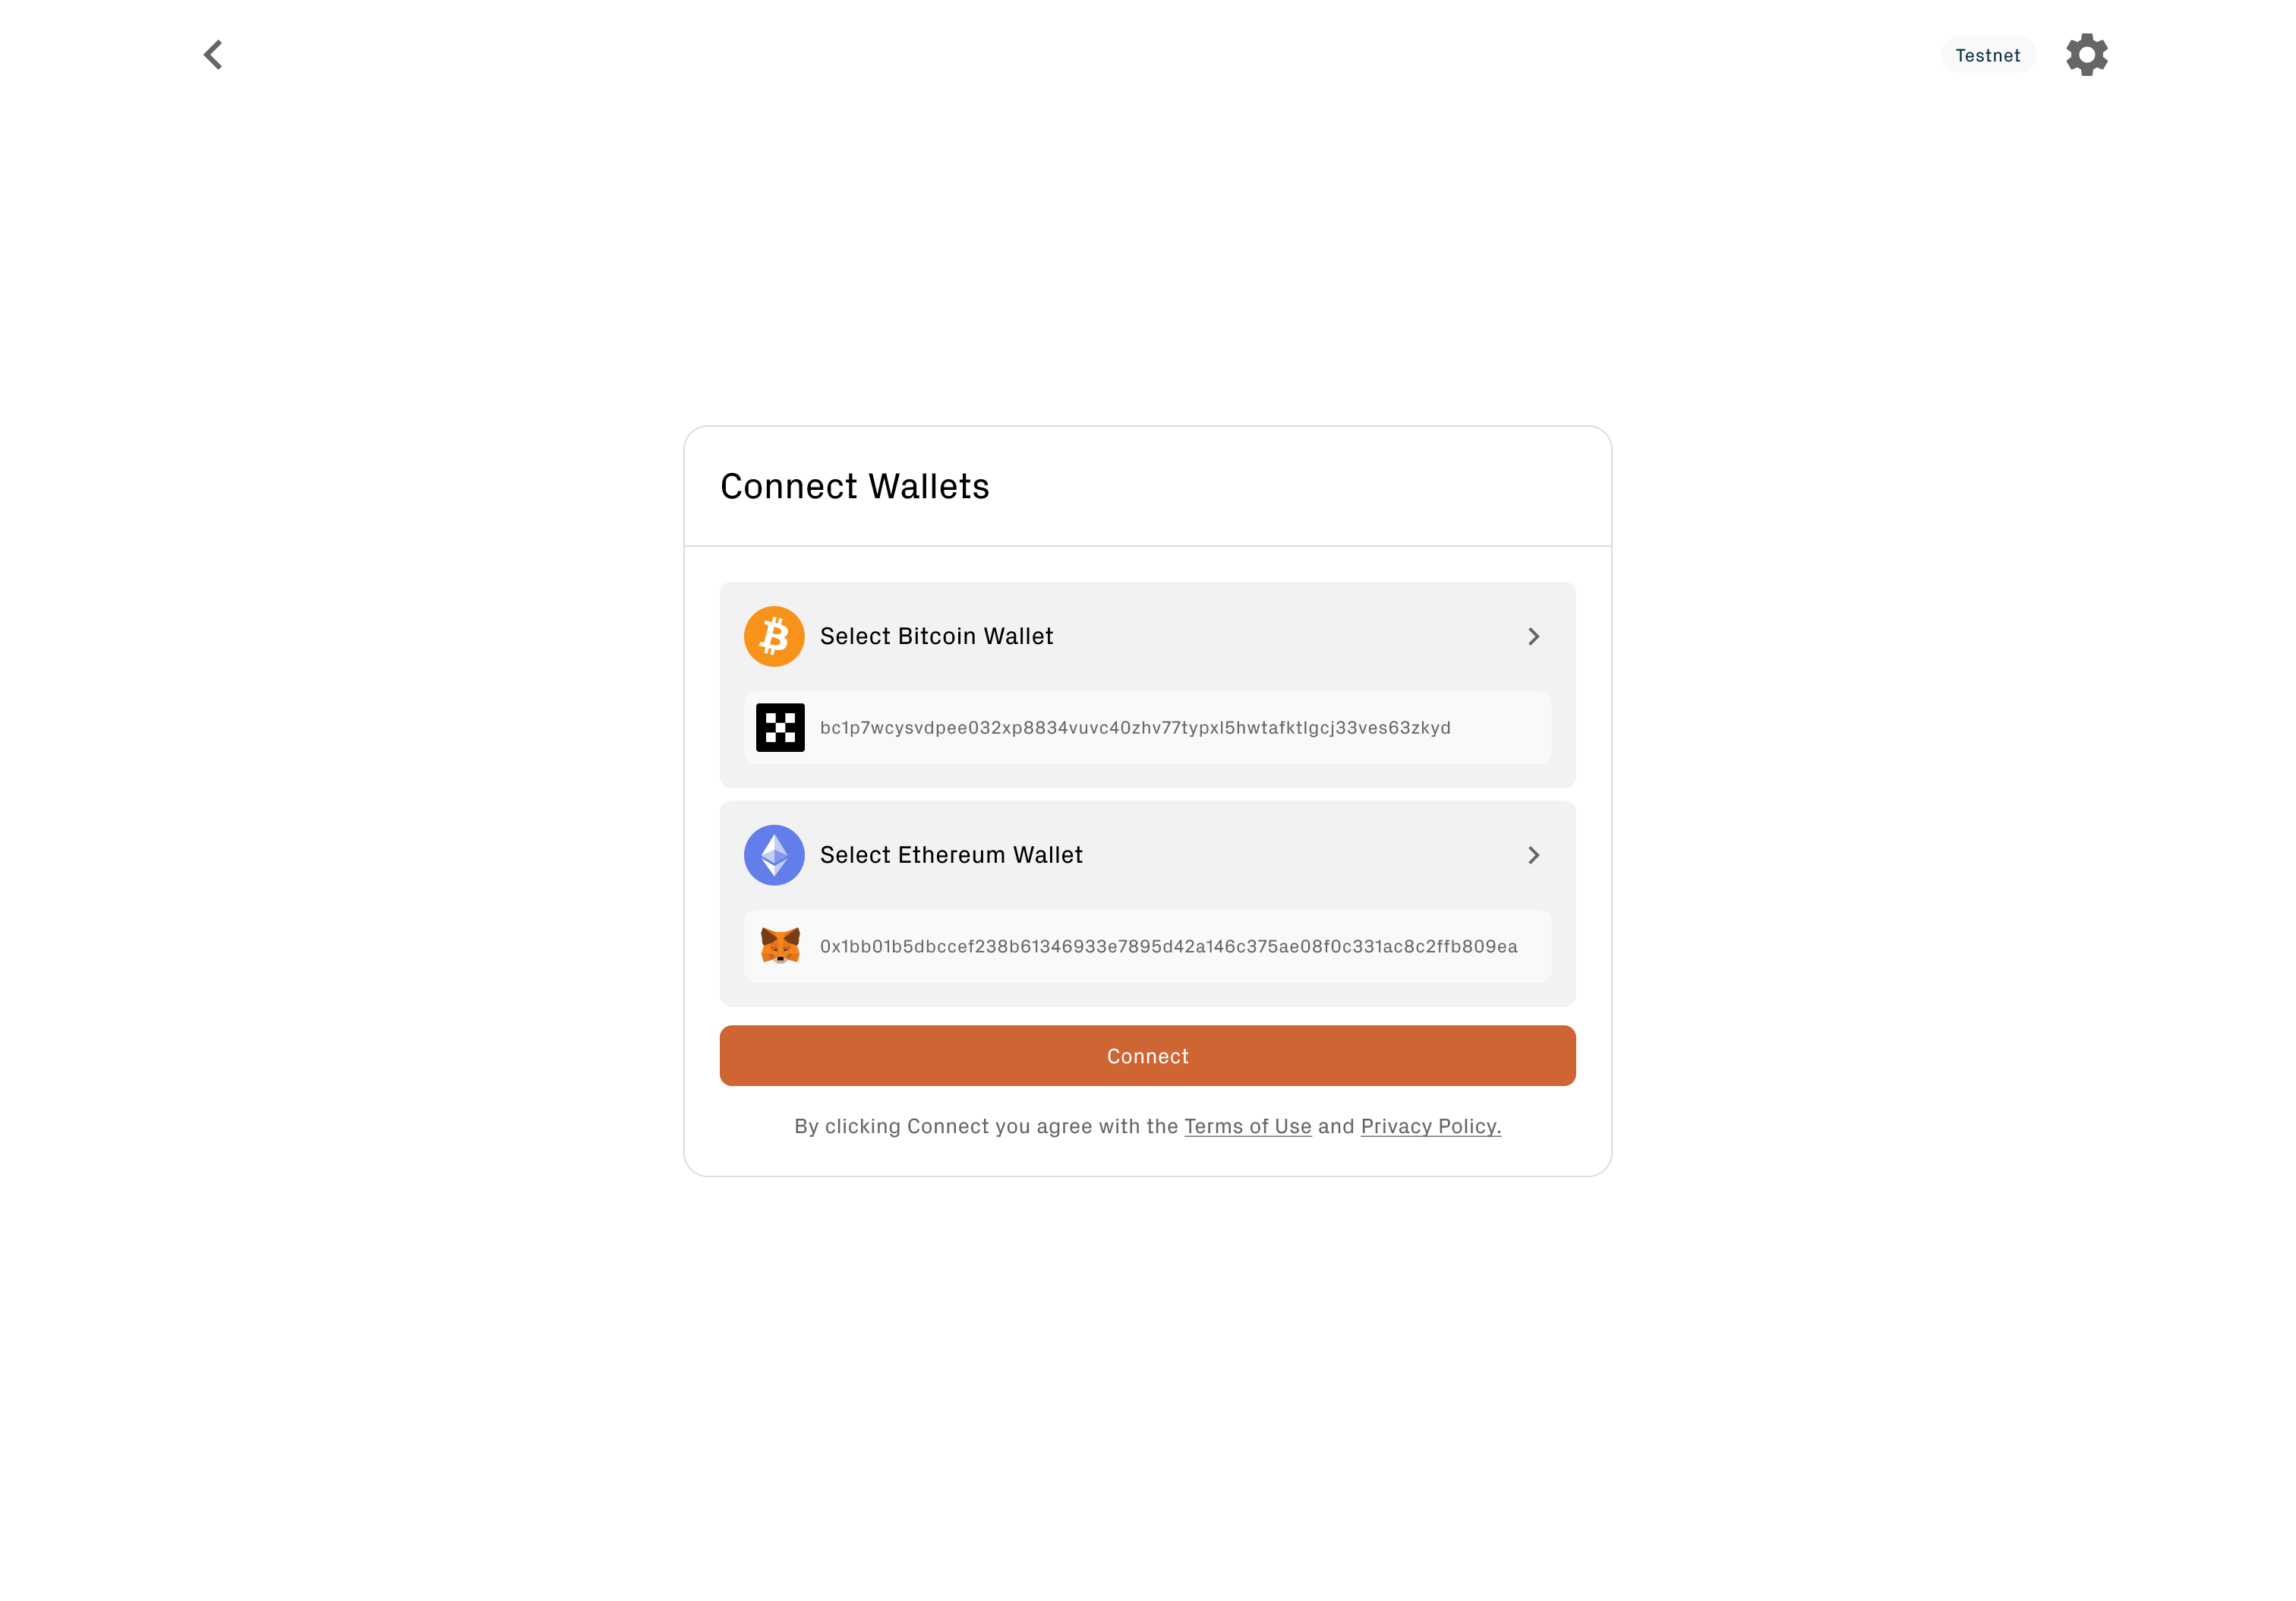 Testnet
Connect Wallets
Select Bitcoin Wallet
bc1p7wcysvdpee032xp8834vuvc40zhv77typxl5hwtafktlgcj33ves63zkyd
Select Ethereum Wallet
0x1bb01b5dbccef238b61346933e7895d42a146c375ae08f0c331ac8c2ffb809ea
Connect
By clicking Connect you agree with the Terms of Use and Privacy Policy.